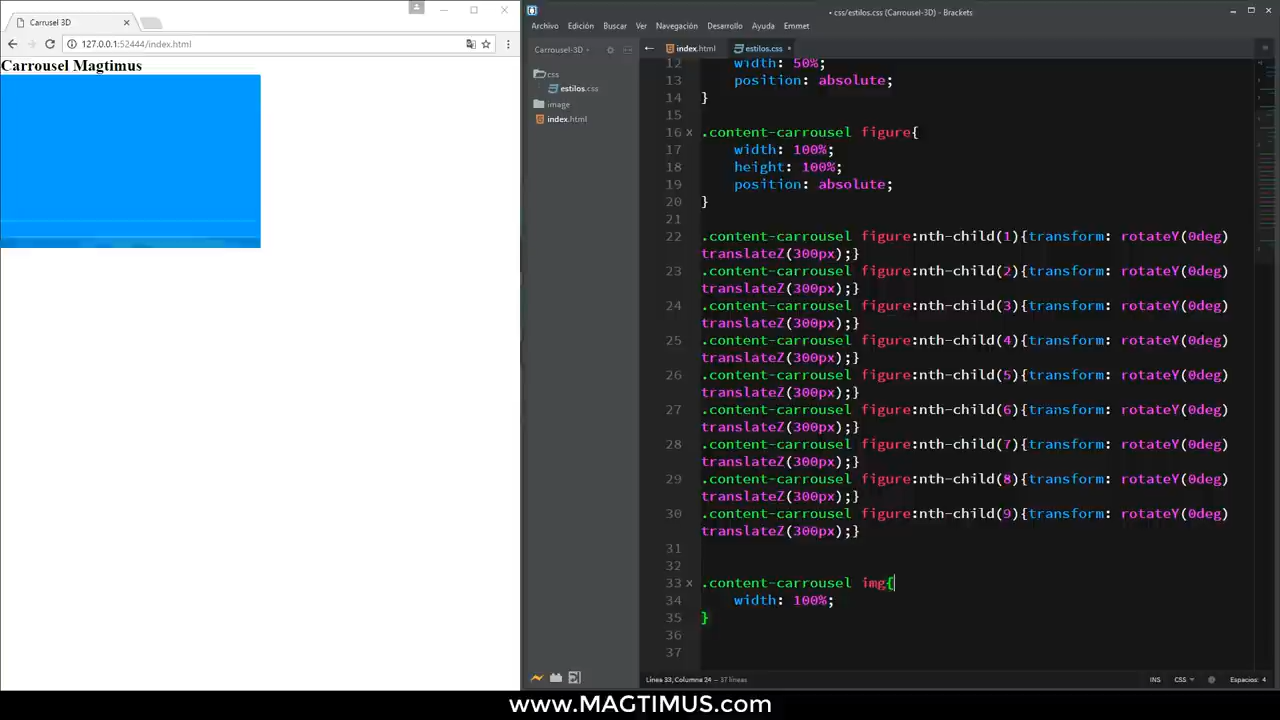 Carrusel 3D
127.0.0.1:52444/index.html
Carrousel Magtimus
• css/estilos.css (Carrousel-3D) - Brackets
Archivo Edición Buscar Ver Navegación Desarrollo Ayuda Emmet
Carrousel-3D
css
estilos.css
image
index.html
index.html estilos.css •
12 width: 50%;
13 position: absolute;
14 }
15
16 .content-carrousel figure{
17 width: 100%;
18 height: 100%;
19 position: absolute;
20 }
21
22 .content-carrousel figure:nth-child(1){transform: rotateY(0deg)
translateZ(300px);}
23 .content-carrousel figure:nth-child(2){transform: rotateY(0deg)
translateZ(300px);}
24 .content-carrousel figure:nth-child(3){transform: rotateY(0deg)
translateZ(300px);}
25 .content-carrousel figure:nth-child(4){transform: rotateY(0deg)
translateZ(300px);}
26 .content-carrousel figure:nth-child(5){transform: rotateY(0deg)
translateZ(300px);}
27 .content-carrousel figure:nth-child(6){transform: rotateY(0deg)
translateZ(300px);}
28 .content-carrousel figure:nth-child(7){transform: rotateY(0deg)
translateZ(300px);}
29 .content-carrousel figure:nth-child(8){transform: rotateY(0deg)
translateZ(300px);}
30 .content-carrousel figure:nth-child(9){transform: rotateY(0deg)
translateZ(300px);}
31
32
33 .content-carrousel img{
34 width: 100%;
35 }
36
37
Línea 33, Columna 24 — 37 líneas
INS CSS Espacios: 4
www.MAGTIMUS.com